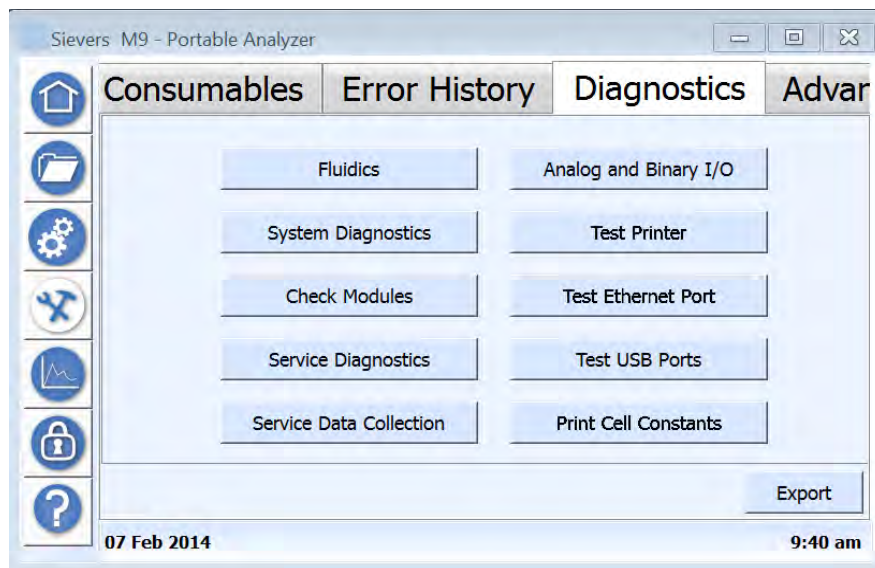 Sievers M9 - Portable Analyzer
Consumables Error History Diagnostics Advar
Fluidics Analog and Binary I/O
System Diagnostics Test Printer
Check Modules Test Ethernet Port
Service Diagnostics Test USB Ports
Service Data Collection Print Cell Constants
?
Export
07 Feb 2014 9:40 am